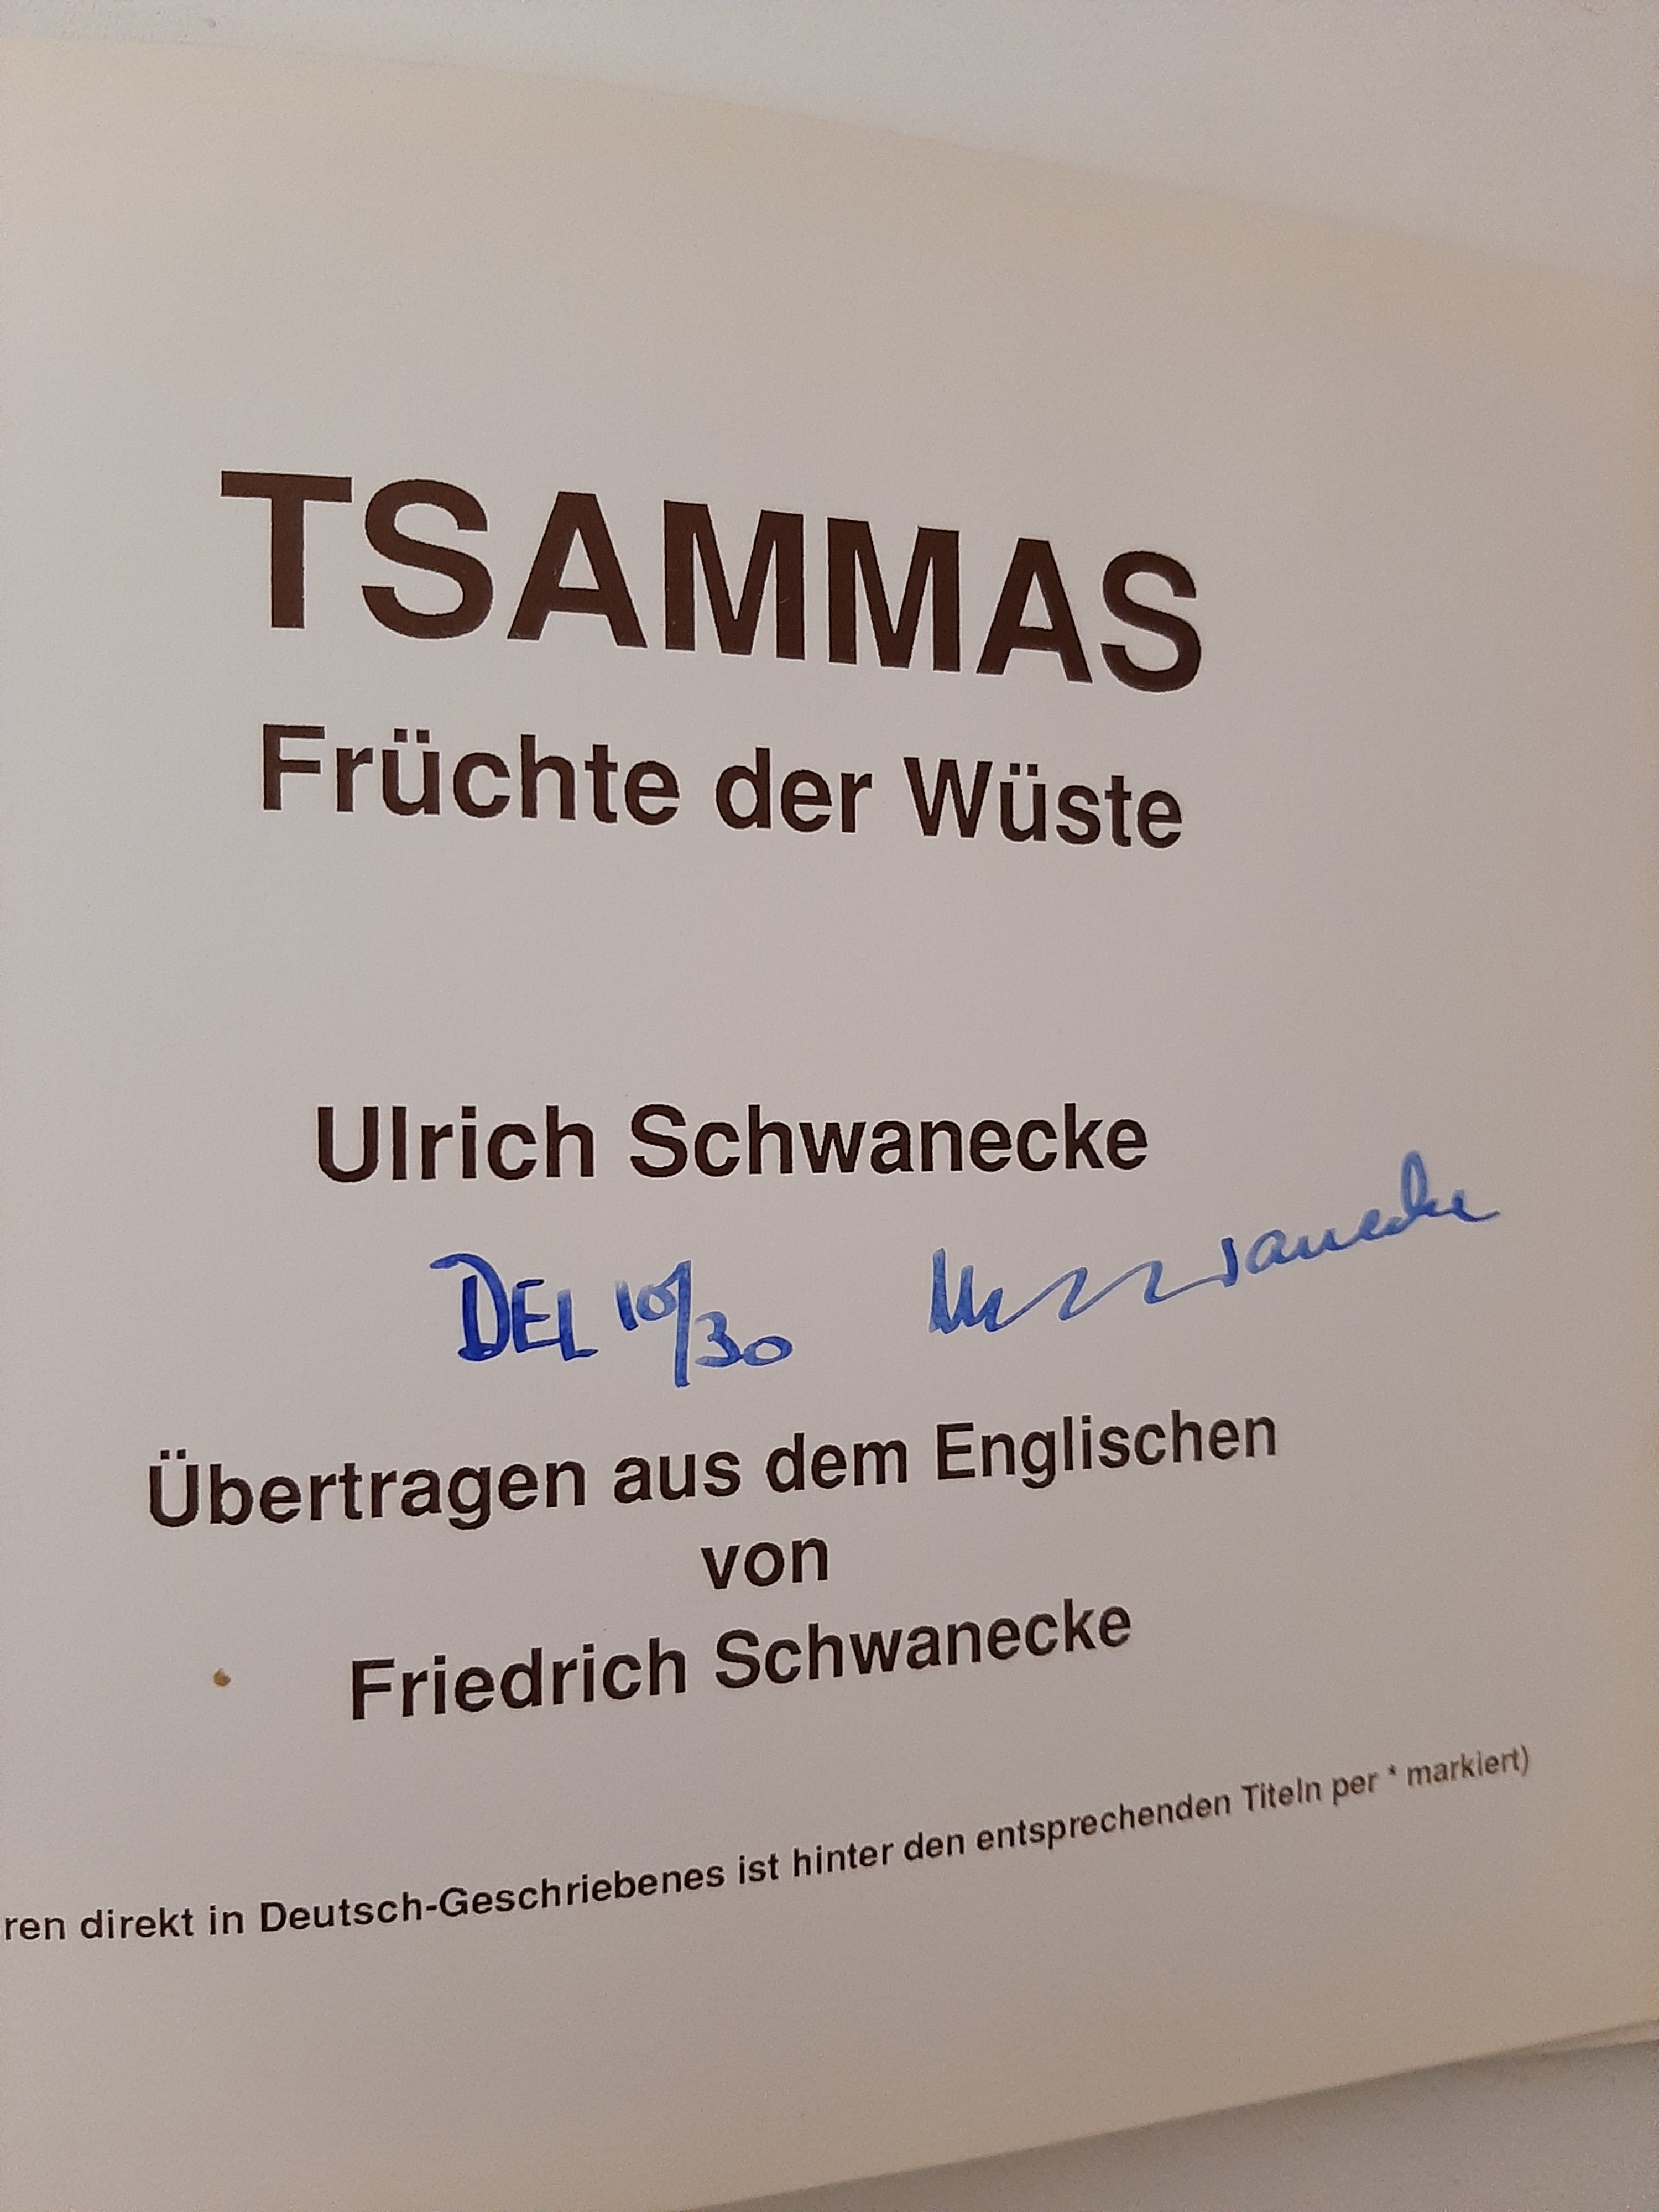 TSAMMAS
Früchte der Wüste
Ulrich Schwanecke
DEL 10/30
Übertragen aus dem Englischen
von
Friedrich Schwanecke
ren direkt in Deutsch-Geschriebenes ist hinter den entsprechenden Titeln per * markiert)